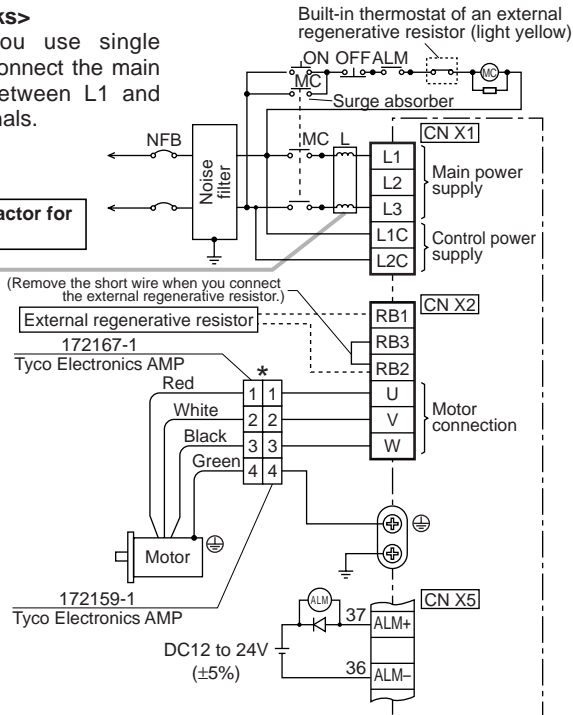 ks>
ou use single
onnect the main
etween L1 and
nals.
actor for
Built-in thermostat of an external
regenerative resistor (light yellow)
ON OFF ALM
MC
MC
Surge absorber
NFB
Noise
filter
MC L
CN X1
L1
L2
L3
L1C
L2C
Main power
supply
Control power
supply
(Remove the short wire when you connect
the external regenerative resistor.)
External regenerative resistor
CN X2
RB1
RB3
RB2
U
V
W
Motor
connection
172167-1
Tyco Electronics AMP
*
Red
White
Black
Green
1 1
2 2
3 3
4 4
Motor
172159-1
Tyco Electronics AMP
ALM
DC12 to 24V
(±5%)
CN X5
37 ALM+
36 ALM−